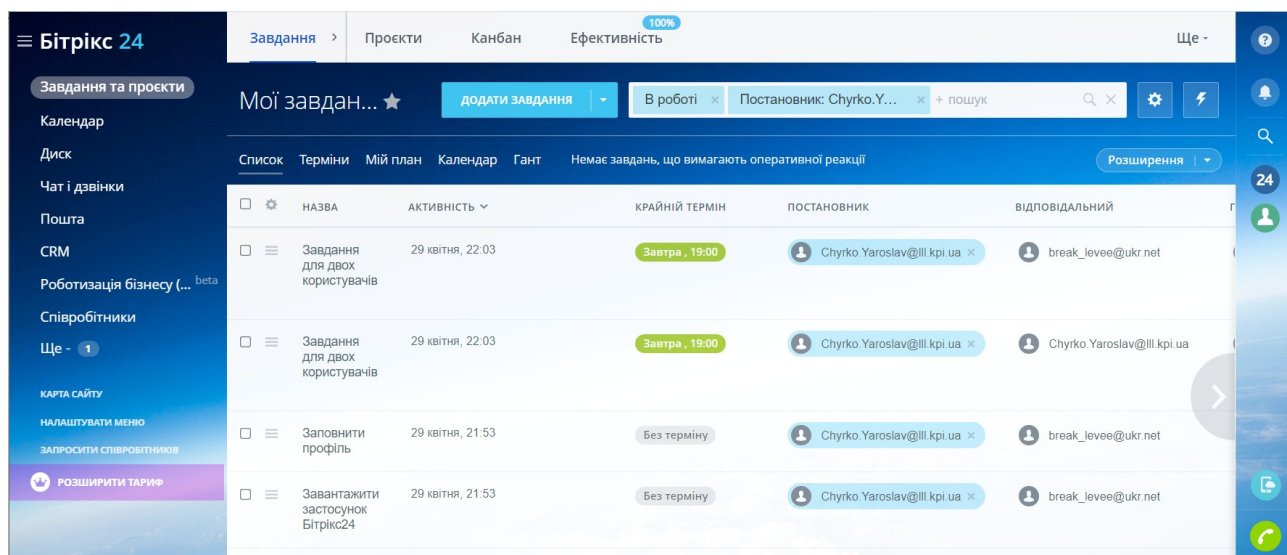 Бітрікс 24
Завдання та проєкти
Календар
Диск
Чат і дзвінки
Пошта
CRM
Роботизація бізнесу (... beta
Співробітники
Ще - 1
КАРТА САЙТУ
НАЛАШТУВАТИ МЕНЮ
ЗАПРОСИТИ СПІВРОБІТНИКІВ
РОЗШИРИТИ ТАРИФ
Завдання > Проєкти Канбан Ефективність 100% Ще -
Мої завдан... ДОДАТИ ЗАВДАННЯ В роботі × Постановник: Chyrko.Y... × + пошук
Список Терміни Мій план Календар Гант Немає завдань, що вимагають оперативної реакції Розширення
НАЗВА АКТИВНІСТЬ КРАЙНІЙ ТЕРМІН ПОСТАНОВНИК ВІДПОВІДАЛЬНИЙ
Завдання 29 квітня, 22:03 Завтра , 19:00 Chyrko.Yaroslav@lll.kpi.ua × break_levee@ukr.net
для двох
користувачів
Завдання 29 квітня, 22:03 Завтра , 19:00 Chyrko.Yaroslav@lll.kpi.ua × Chyrko.Yaroslav@lll.kpi.ua
для двох
користувачів
Заповнити 29 квітня, 21:53 Без терміну Chyrko.Yaroslav@lll.kpi.ua × break_levee@ukr.net
профіль
Завантажити 29 квітня, 21:53 Без терміну Chyrko.Yaroslav@lll.kpi.ua × break_levee@ukr.net
застосунок
Бітрікс24
24